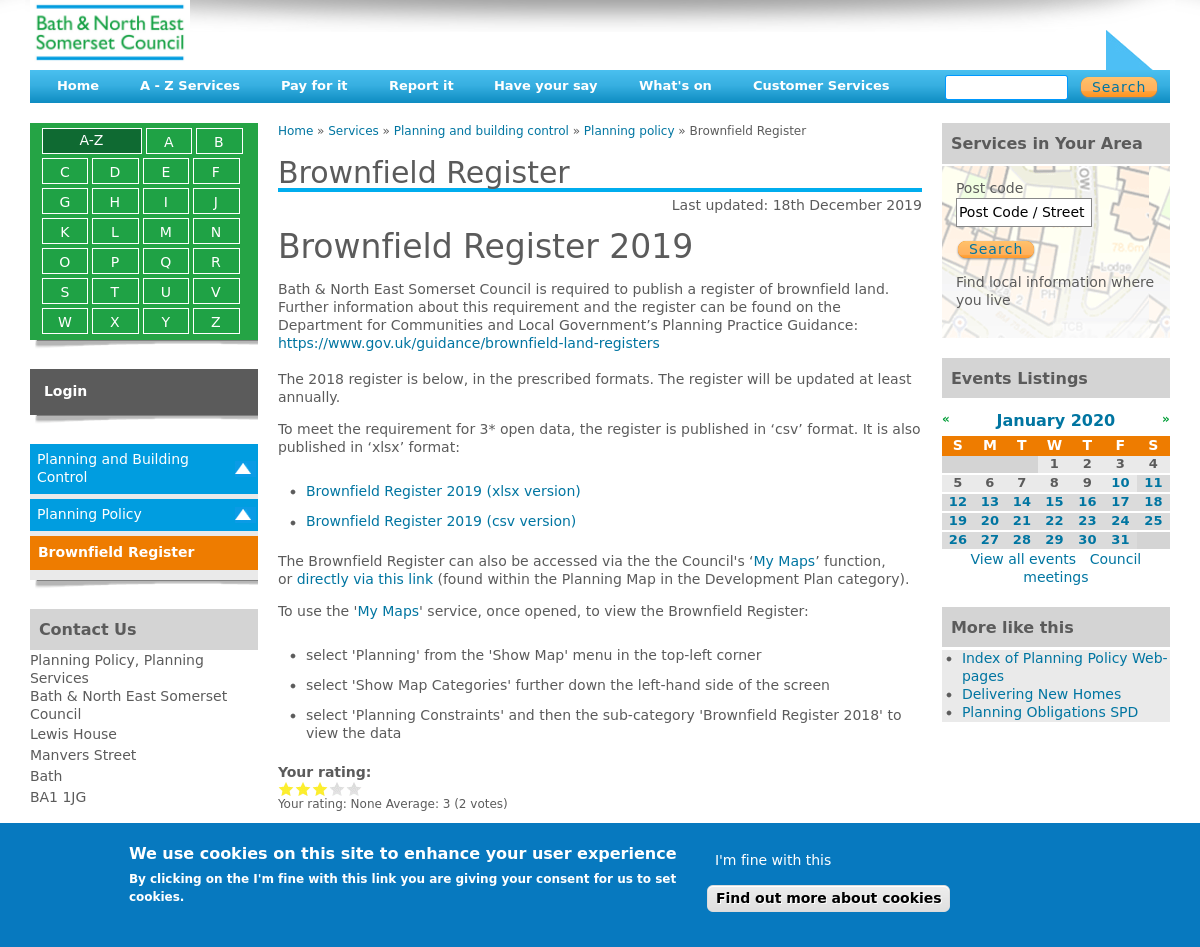 Bath & North East
Somerset Council
Home
A - Z Services
Pay for it
Report it
Have your say
What's on
Customer Services
Search
A-Z
A
B
C
D
E
F
G
H
I
J
K
L
M
N
O
P
Q
R
S
T
U
V
W
X
Y
Z
Login
Planning and Building
Control
Planning Policy
Brownfield Register
Contact Us
Planning Policy, Planning
Services
Bath & North East Somerset
Council
Lewis House
Manvers Street
Bath
BA1 1JG
Home » Services » Planning and building control » Planning policy » Brownfield Register
Brownfield Register
Last updated: 18th December 2019
Brownfield Register 2019
Bath & North East Somerset Council is required to publish a register of brownfield land.
Further information about this requirement and the register can be found on the
Department for Communities and Local Government’s Planning Practice Guidance:
https://www.gov.uk/guidance/brownfield-land-registers
The 2018 register is below, in the prescribed formats. The register will be updated at least
annually.
To meet the requirement for 3* open data, the register is published in ‘csv’ format. It is also
published in ‘xlsx’ format:
Brownfield Register 2019 (xlsx version)
Brownfield Register 2019 (csv version)
The Brownfield Register can also be accessed via the the Council's ‘My Maps’ function,
or directly via this link (found within the Planning Map in the Development Plan category).
To use the 'My Maps' service, once opened, to view the Brownfield Register:
select 'Planning' from the 'Show Map' menu in the top-left corner
select 'Show Map Categories' further down the left-hand side of the screen
select 'Planning Constraints' and then the sub-category 'Brownfield Register 2018' to
view the data
Your rating:
Your rating: None Average: 3 (2 votes)
Services in Your Area
Post code
Post Code / Street
Search
Find local information where
you live
Lodge
PH
78.6m
Events Listings
« January 2020 »
S M T W T F S
1 2 3 4
5 6 7 8 9 10 11
12 13 14 15 16 17 18
19 20 21 22 23 24 25
26 27 28 29 30 31
View all events Council
meetings
More like this
Index of Planning Policy Web-
pages
Delivering New Homes
Planning Obligations SPD
We use cookies on this site to enhance your user experience
By clicking on the I'm fine with this link you are giving your consent for us to set
cookies.
I'm fine with this
Find out more about cookies